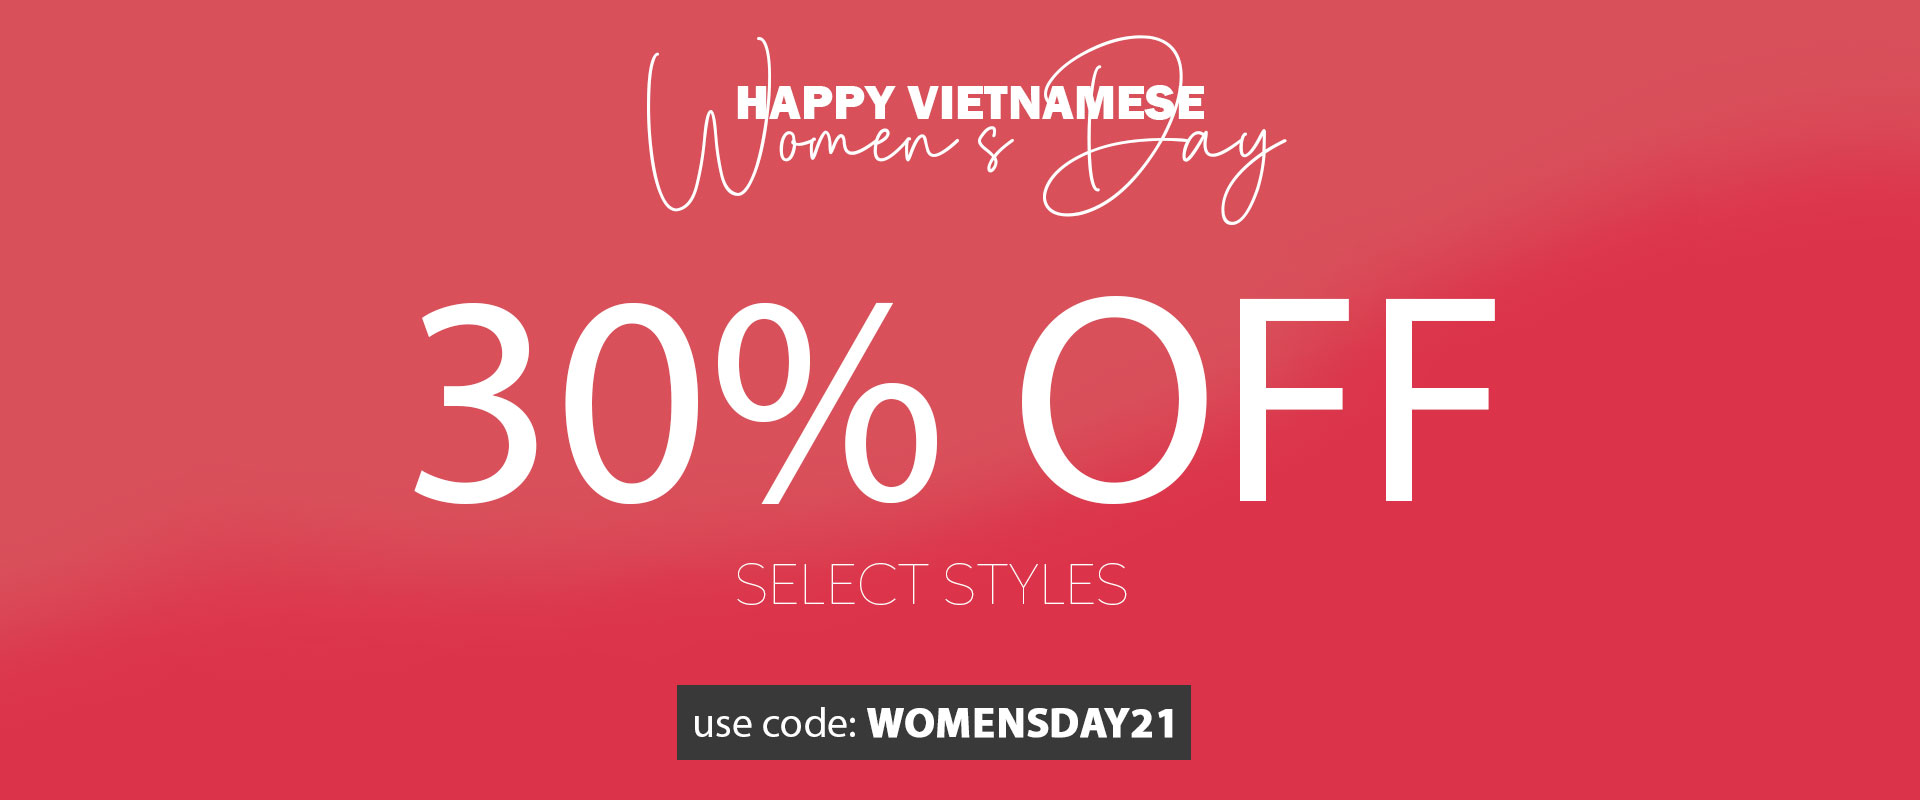 HAPPY VIETNAMESE
Women's Day
30% OFF
SELECT STYLES
use code: WOMENSDAY21